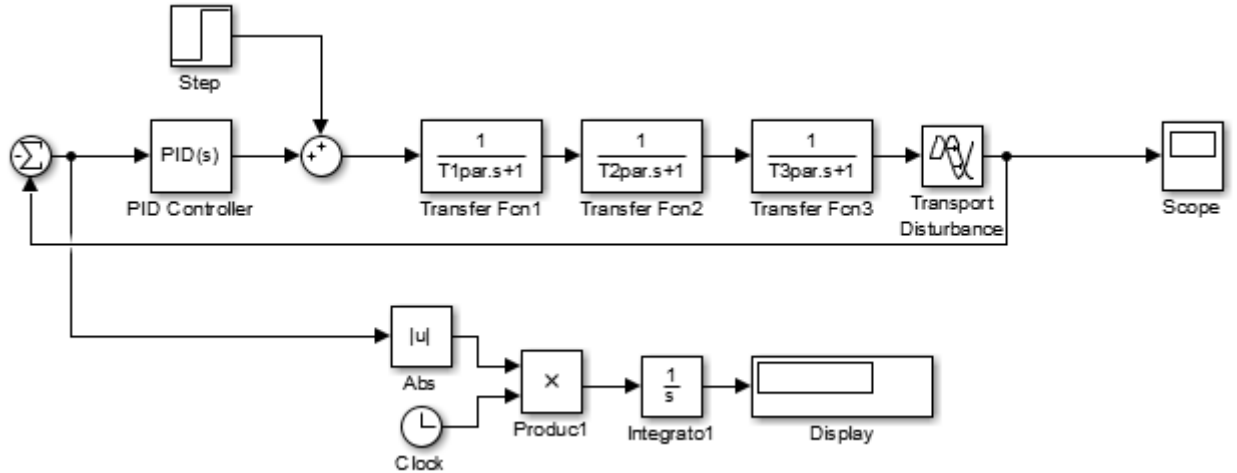 Step
Σ
PID(s)
PID Controller
+
+
1
T1par.s+1
Transfer Fcn1
1
T2par.s+1
Transfer Fcn2
1
T3par.s+1
Transfer Fcn3
Transport
Disturbance
Scope
|u|
Abs
Clock
×
Produc1
1
s
Integrato1
Display